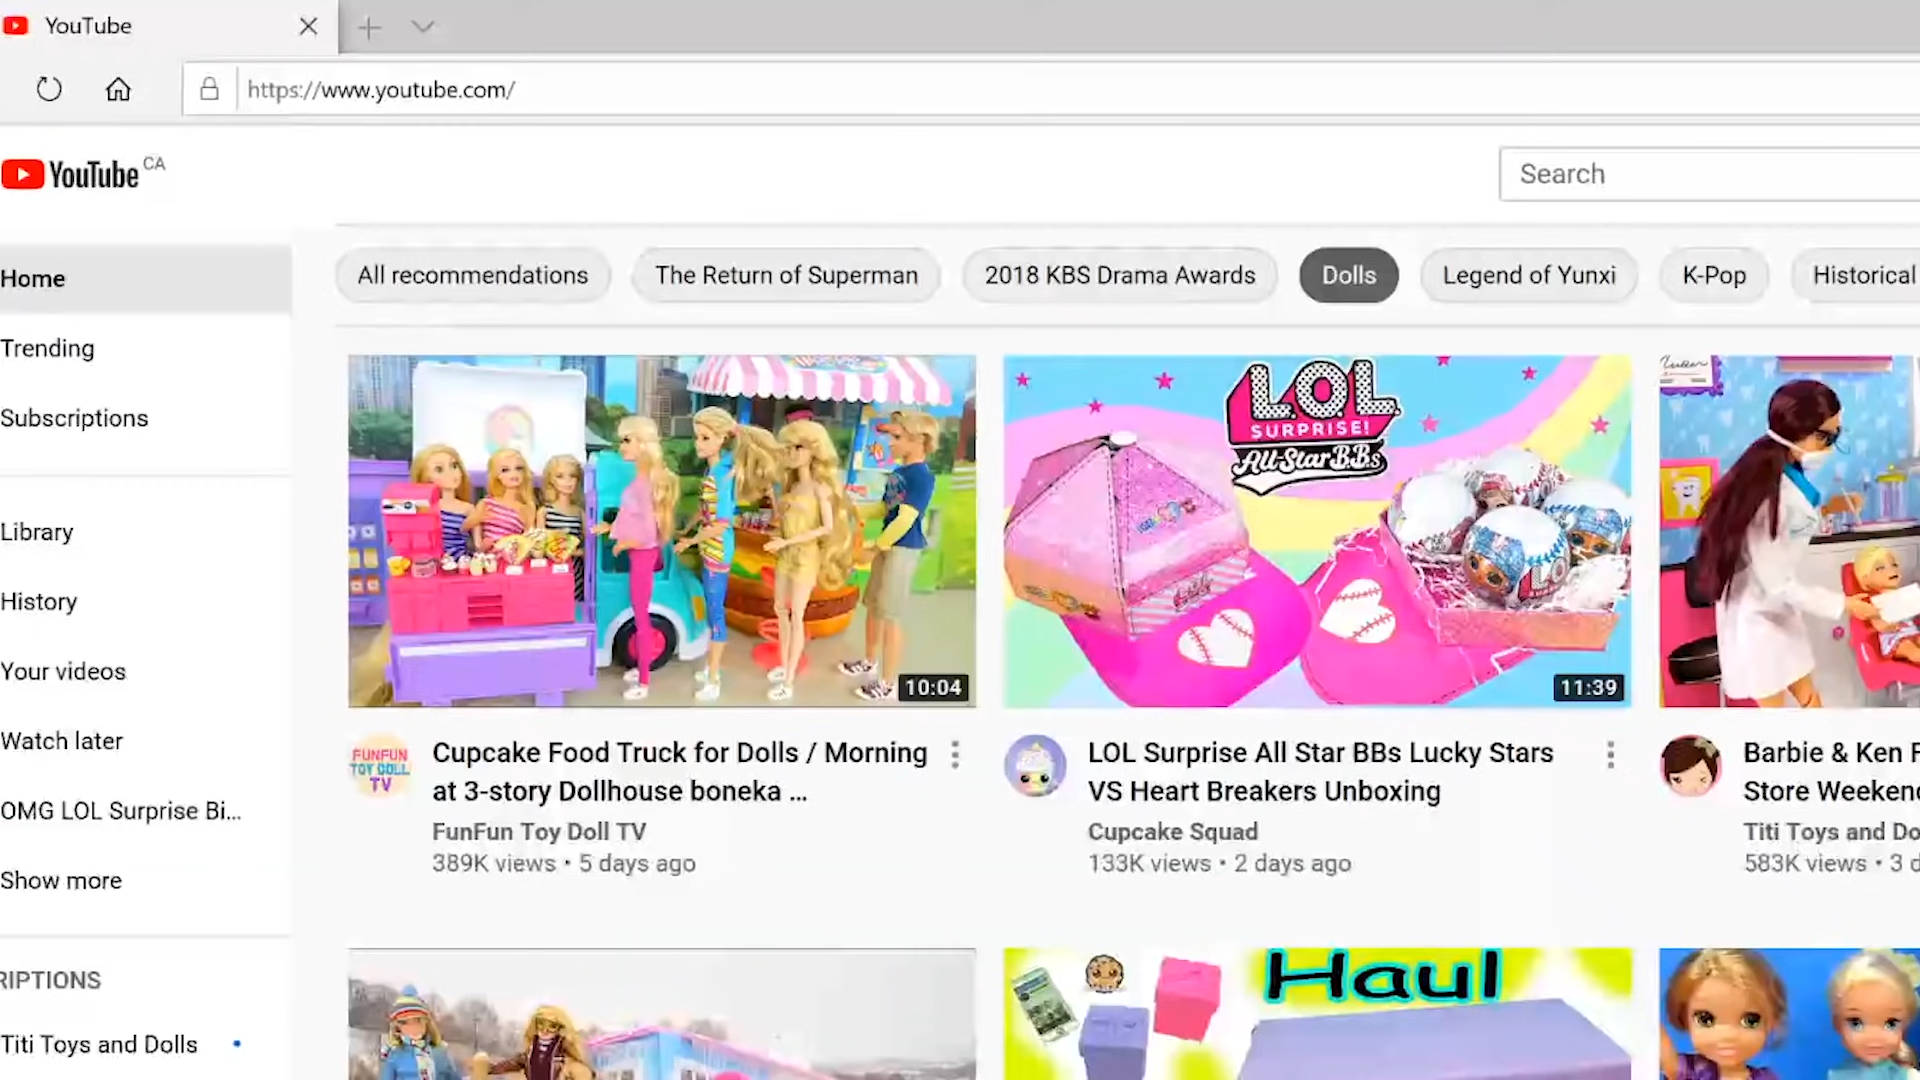 YouTube
https://www.youtube.com/
YouTube CA
Search
All recommendations
The Return of Superman
2018 KBS Drama Awards
Dolls
Legend of Yunxi
K-Pop
Historical
Home
Trending
Subscriptions
Library
History
Your videos
Watch later
OMG LOL Surprise Bi...
Show more
RIPTIONS
Titi Toys and Dolls
10:04
FUNFUN
TOY DOLL
TV
Cupcake Food Truck for Dolls / Morning
at 3-story Dollhouse boneka ...
FunFun Toy Doll TV
389K views • 5 days ago
LOL
SURPRISE!
All-Star B.B.s
11:39
LOL Surprise All Star BBs Lucky Stars
VS Heart Breakers Unboxing
Cupcake Squad
133K views • 2 days ago
Barbie & Ken F
Store Weeken
Titi Toys and Do
583K views • 3 d
Haul